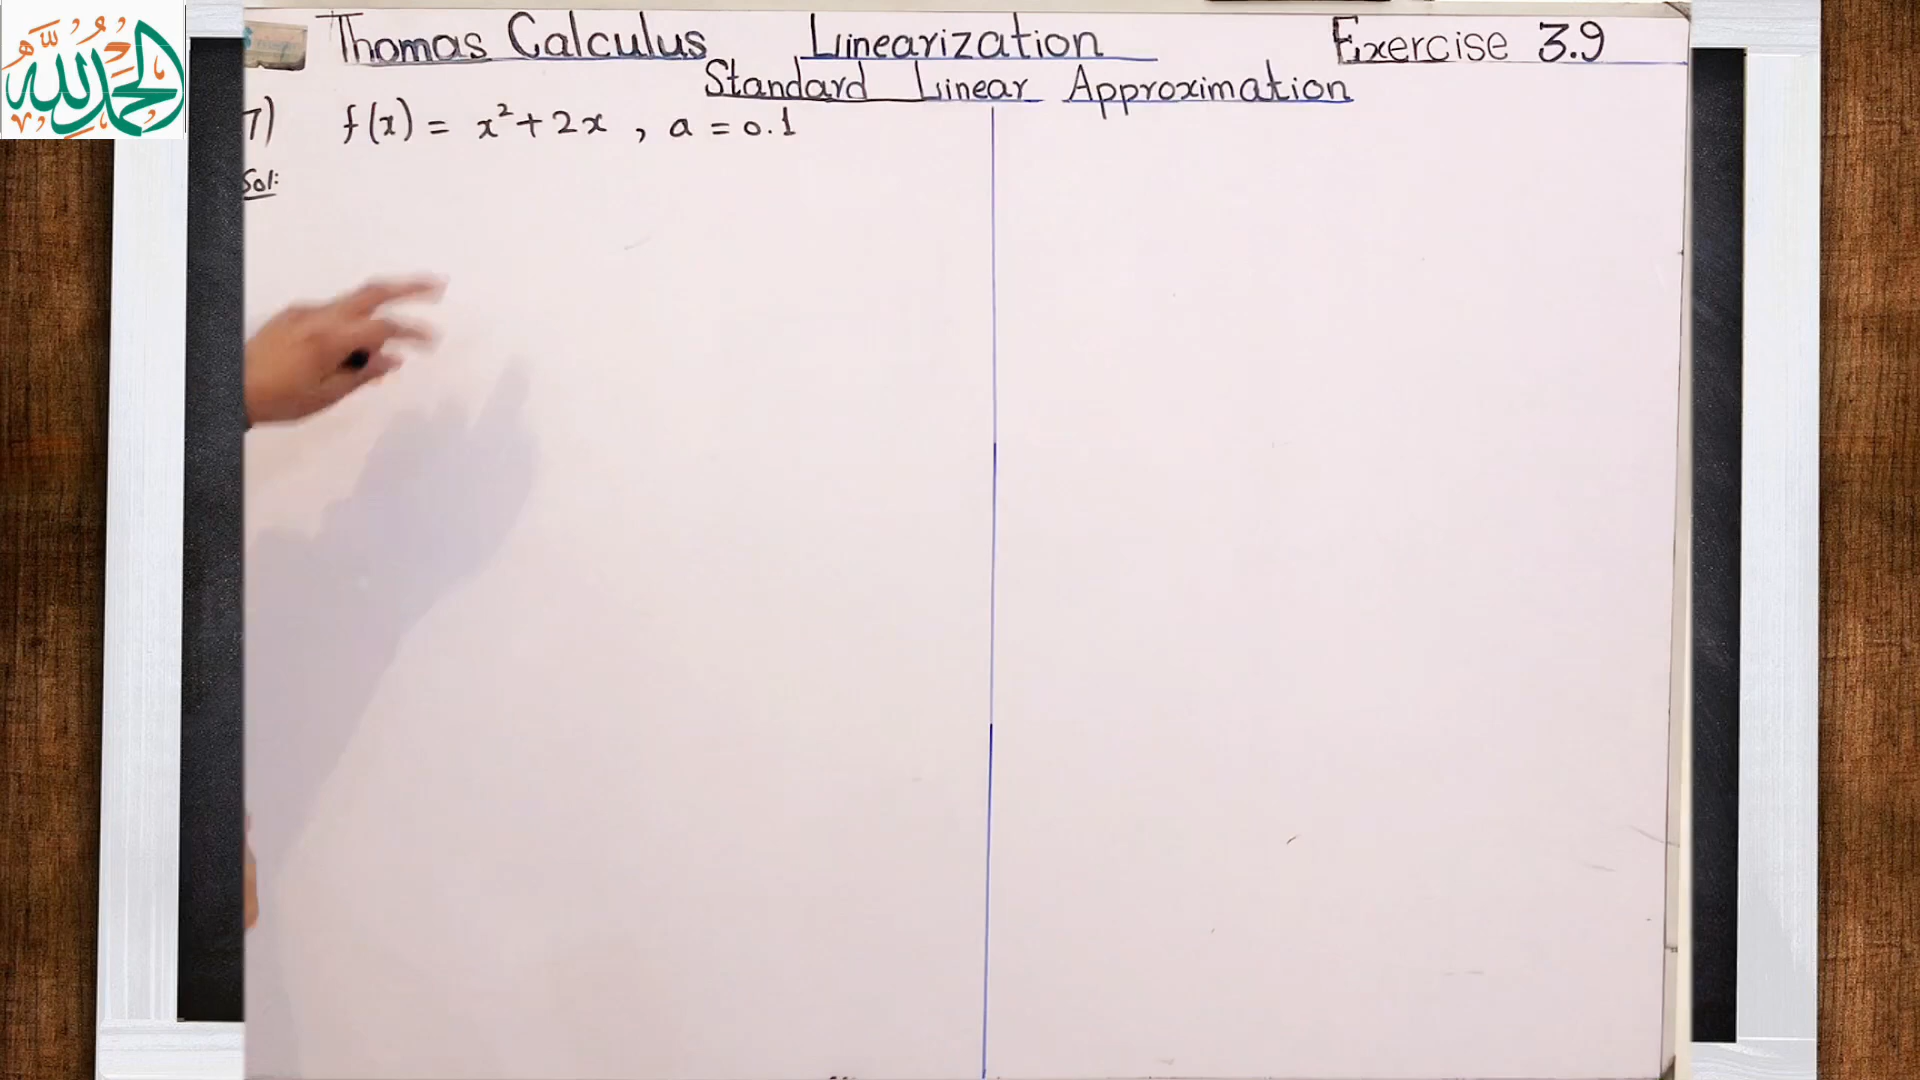 الحمد لله
Thomas Calculus Linearization Exercise 3.9
Standard Linear Approximation
7) f(x) = x² + 2x , a = 0.1
Sol: